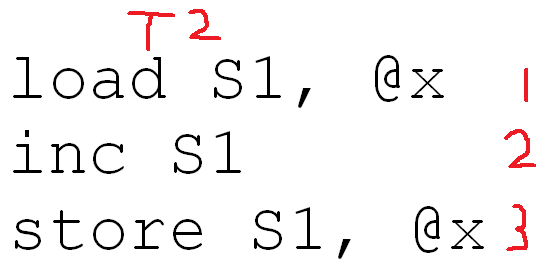 T2
load S1, @x 1
inc S1 2
store S1, @x 3